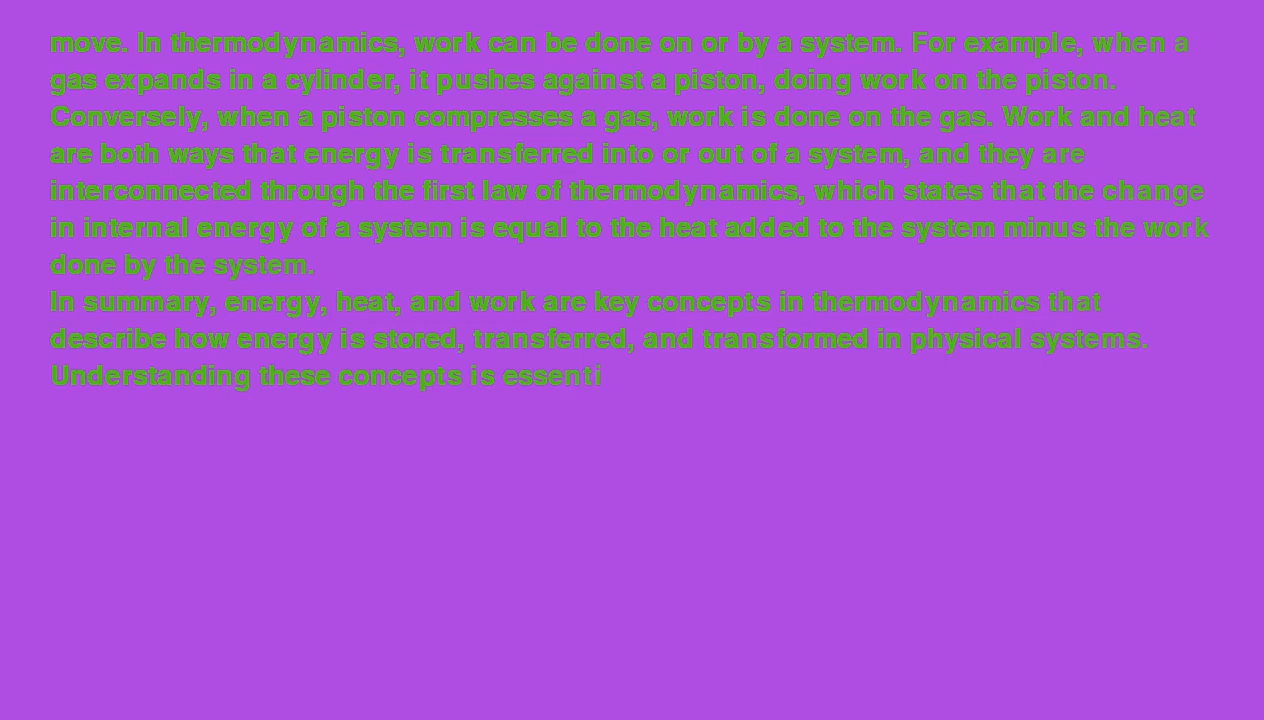 move. In thermodynamics, work can be done on or by a system. For example, when a
gas expands in a cylinder, it pushes against a piston, doing work on the piston.
Conversely, when a piston compresses a gas, work is done on the gas. Work and heat
are both ways that energy is transferred into or out of a system, and they are
interconnected through the first law of thermodynamics, which states that the change
in internal energy of a system is equal to the heat added to the system minus the work
done by the system.
In summary, energy, heat, and work are key concepts in thermodynamics that
describe how energy is stored, transferred, and transformed in physical systems.
Understanding these concepts is essenti